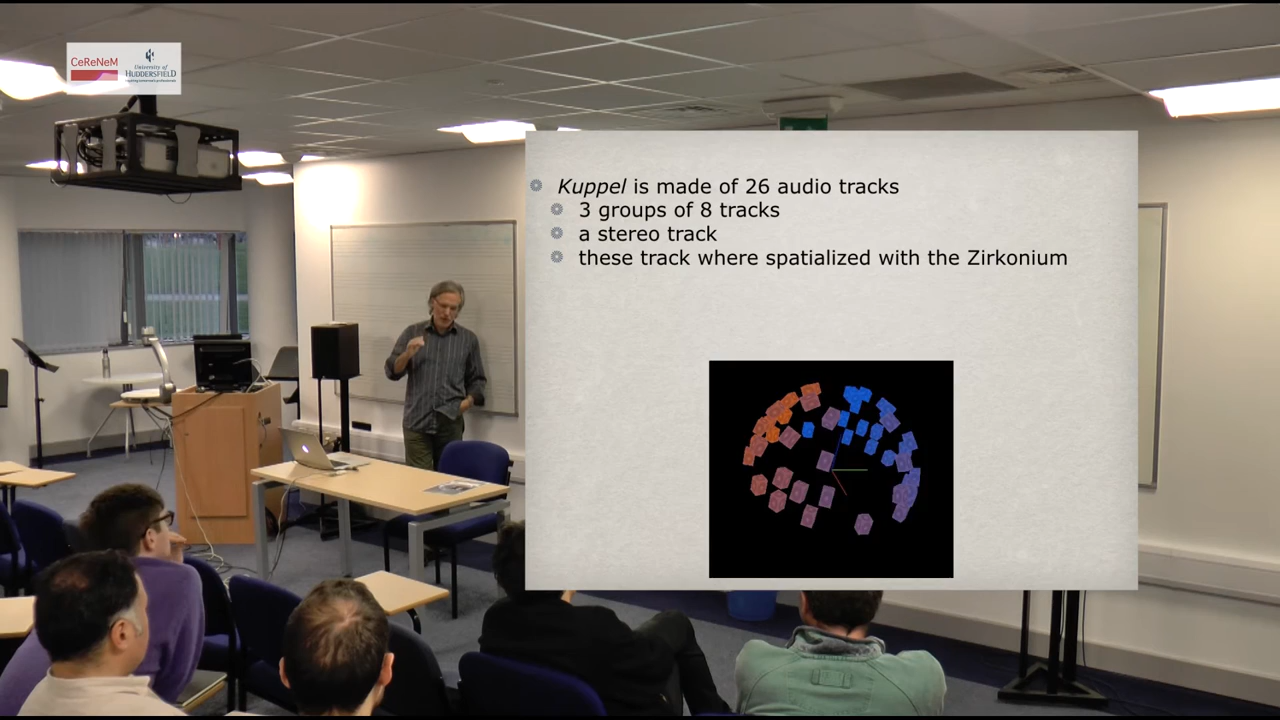 CeReNeM
University of
HUDDERSFIELD
Kuppel is made of 26 audio tracks
3 groups of 8 tracks
a stereo track
these track where spatialized with the Zirkonium